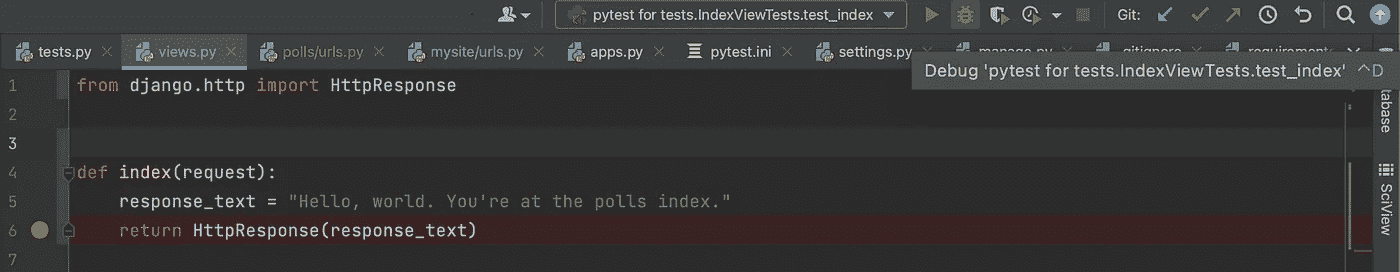 pytest for tests.IndexViewTests.test_index Git:
tests.py views.py polls/urls.py mysite/urls.py apps.py pytest.ini settings.py manage.py .gitignore requirements
Debug 'pytest for tests.IndexViewTests.test_index' ^D
1 from django.http import HttpResponse
2
3
4 def index(request):
5 response_text = "Hello, world. You're at the polls index."
6 return HttpResponse(response_text)
7
tabase
SciView